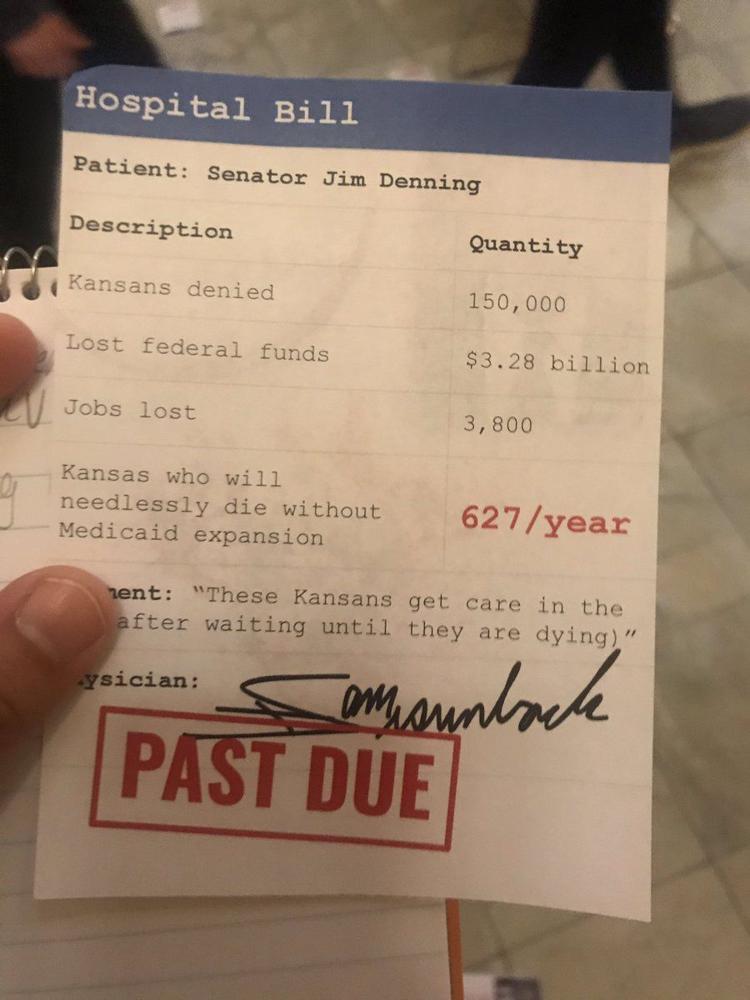 Hospital Bill
Patient: Senator Jim Denning
Description Quantity
Kansans denied 150,000
Lost federal funds $3.28 billion
Jobs lost 3,800
Kansas who will
needlessly die without
Medicaid expansion 627/year
ment: "These Kansans get care in the
after waiting until they are dying)"
ysician:
PAST DUE